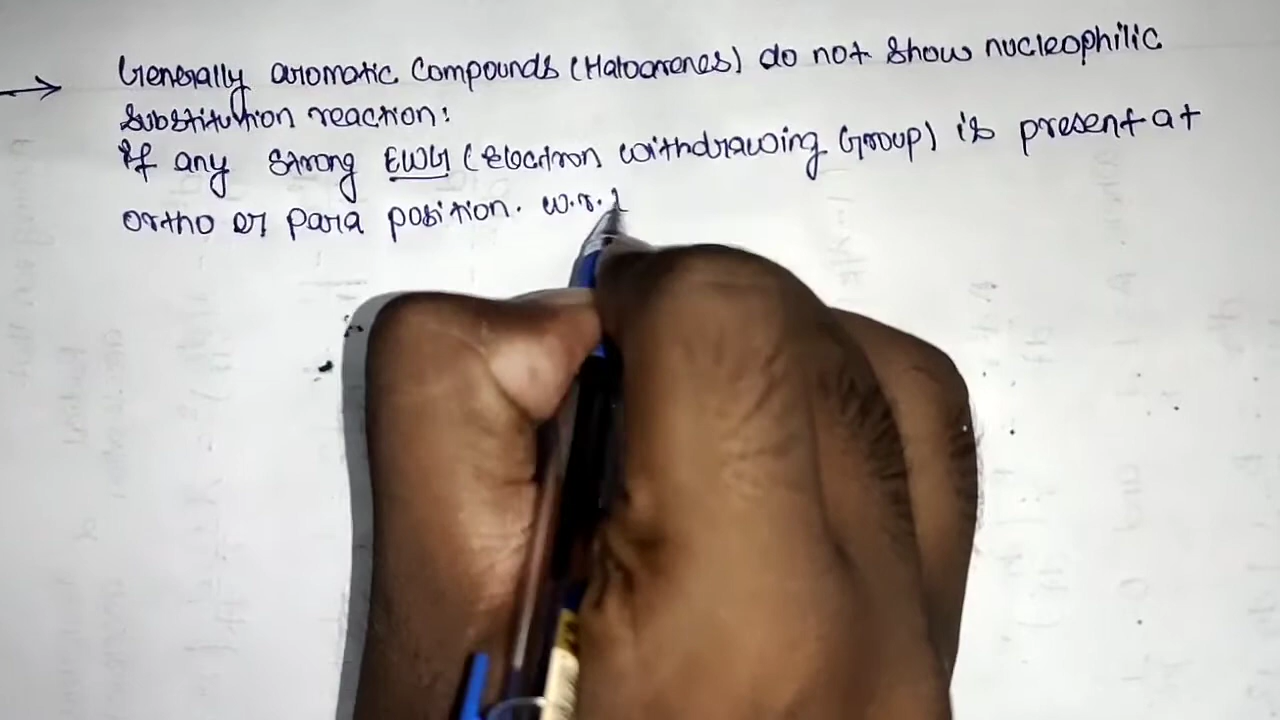 Generally aromatic compounds (Haloarenes) do not show nucleophilic
substitution reaction:
If any strong EWG (Electron withdrawing Group) is present at
ortho or para position. w.r.t